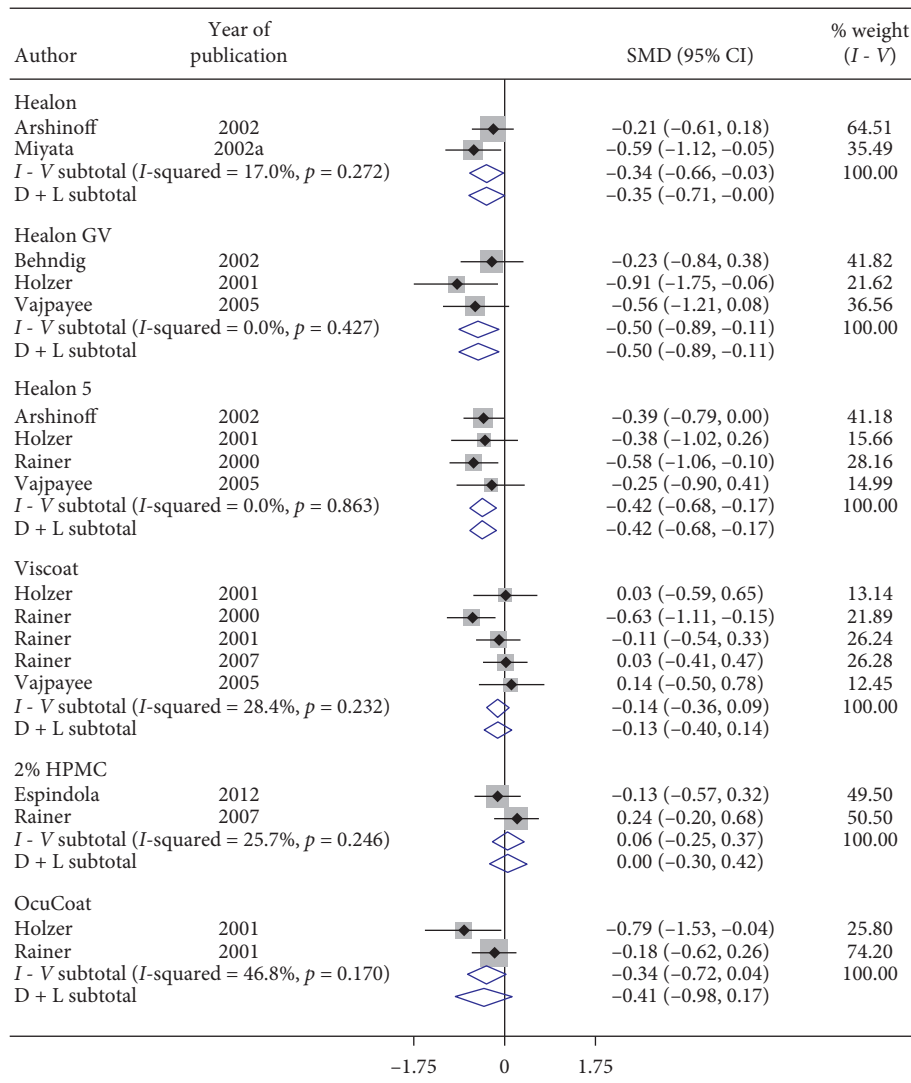 Author Year of publication SMD (95% CI) % weight (I - V)
Healon
Arshinoff 2002 −0.21 (−0.61, 0.18) 64.51
Miyata 2002a −0.59 (−1.12, −0.05) 35.49
I - V subtotal (I-squared = 17.0%, p = 0.272) −0.34 (−0.66, −0.03) 100.00
D + L subtotal −0.35 (−0.71, −0.00)
Healon GV
Behndig 2002 −0.23 (−0.84, 0.38) 41.82
Holzer 2001 −0.91 (−1.75, −0.06) 21.62
Vajpayee 2005 −0.56 (−1.21, 0.08) 36.56
I - V subtotal (I-squared = 0.0%, p = 0.427) −0.50 (−0.89, −0.11) 100.00
D + L subtotal −0.50 (−0.89, −0.11)
Healon 5
Arshinoff 2002 −0.39 (−0.79, 0.00) 41.18
Holzer 2001 −0.38 (−1.02, 0.26) 15.66
Rainer 2000 −0.58 (−1.06, −0.10) 28.16
Vajpayee 2005 −0.25 (−0.90, 0.41) 14.99
I - V subtotal (I-squared = 0.0%, p = 0.863) −0.42 (−0.68, −0.17) 100.00
D + L subtotal −0.42 (−0.68, −0.17)
Viscoat
Holzer 2001 0.03 (−0.59, 0.65) 13.14
Rainer 2000 −0.63 (−1.11, −0.15) 21.89
Rainer 2001 −0.11 (−0.54, 0.33) 26.24
Rainer 2007 0.03 (−0.41, 0.47) 26.28
Vajpayee 2005 0.14 (−0.50, 0.78) 12.45
I - V subtotal (I-squared = 28.4%, p = 0.232) −0.14 (−0.36, 0.09) 100.00
D + L subtotal −0.13 (−0.40, 0.14)
2% HPMC
Espindola 2012 −0.13 (−0.57, 0.32) 49.50
Rainer 2007 0.24 (−0.20, 0.68) 50.50
I - V subtotal (I-squared = 25.7%, p = 0.246) 0.06 (−0.25, 0.37) 100.00
D + L subtotal 0.00 (−0.30, 0.42)
OcuCoat
Holzer 2001 −0.79 (−1.53, −0.04) 25.80
Rainer 2001 −0.18 (−0.62, 0.26) 74.20
I - V subtotal (I-squared = 46.8%, p = 0.170) −0.34 (−0.72, 0.04) 100.00
D + L subtotal −0.41 (−0.98, 0.17)
−1.75 0 1.75